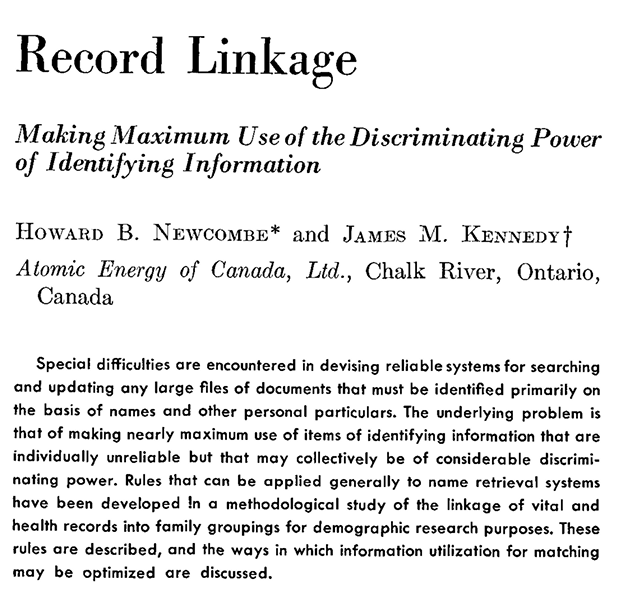 Record Linkage
Making Maximum Use of the Discriminating Power
of Identifying Information
HOWARD B. NEWCOMBE* and JAMES M. KENNEDY†
Atomic Energy of Canada, Ltd., Chalk River, Ontario,
Canada
Special difficulties are encountered in devising reliable systems for searching
and updating any large files of documents that must be identified primarily on
the basis of names and other personal particulars. The underlying problem is
that of making nearly maximum use of items of identifying information that are
individually unreliable but that may collectively be of considerable discrimi-
nating power. Rules that can be applied generally to name retrieval systems
have been developed in a methodological study of the linkage of vital and
health records into family groupings for demographic research purposes. These
rules are described, and the ways in which information utilization for matching
may be optimized are discussed.